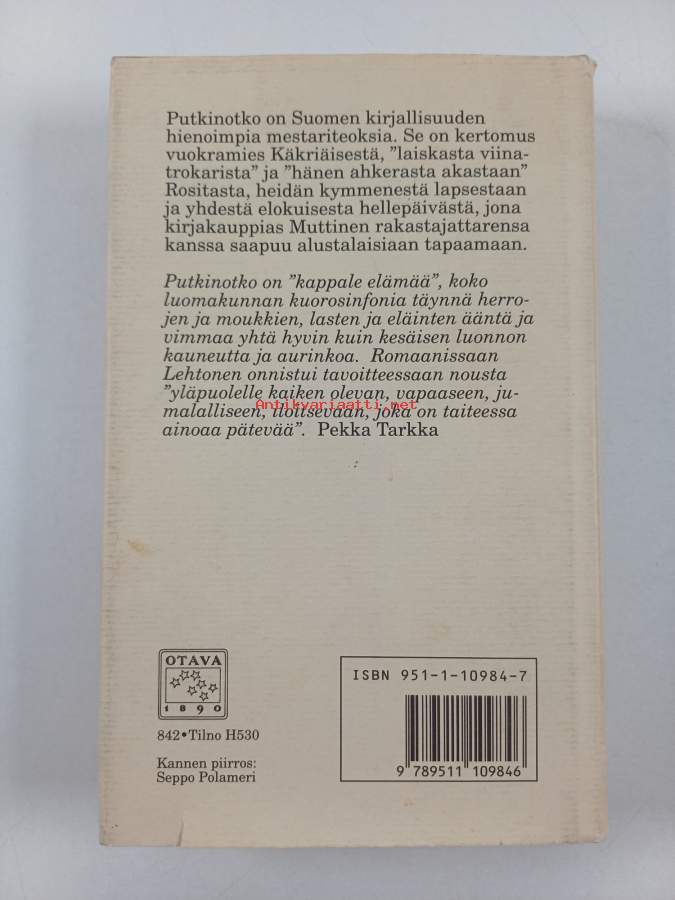 Putkinotko on Suomen kirjallisuuden
hienoimpia mestariteoksia. Se on kertomus
vuokramies Käkriäisestä, ”laiskasta viina-
trokarista” ja ”hänen ahkerasta akastaan”
Rositasta, heidän kymmenestä lapsestaan
ja yhdestä elokuisesta hellepäivästä, jona
kirjakauppias Muttinen rakastajattarensa
kanssa saapuu alustalaisiaan tapaamaan.
Putkinotko on ”kappale elämää”, koko
luomakunnan kuorosinfonia täynnä herro-
jen ja moukkien, lasten ja eläinten ääntä ja
vimmaa yhtä hyvin kuin kesäisen luonnon
kauneutta ja aurinkoa. Romaanissaan
Lehtonen onnistui tavoitteessaan nousta
”yläpuolelle kaiken olevan, vapaaseen, ju-
malalliseen, iloitsevaan, joka on taiteessa
Antikvariaatti.net
ainoaa pätevää”. Pekka Tarkka
OTAVA
1890
842•Tilno H530
Kannen piirros:
Seppo Polameri
ISBN 951-1-10984-7
9 789511 109846